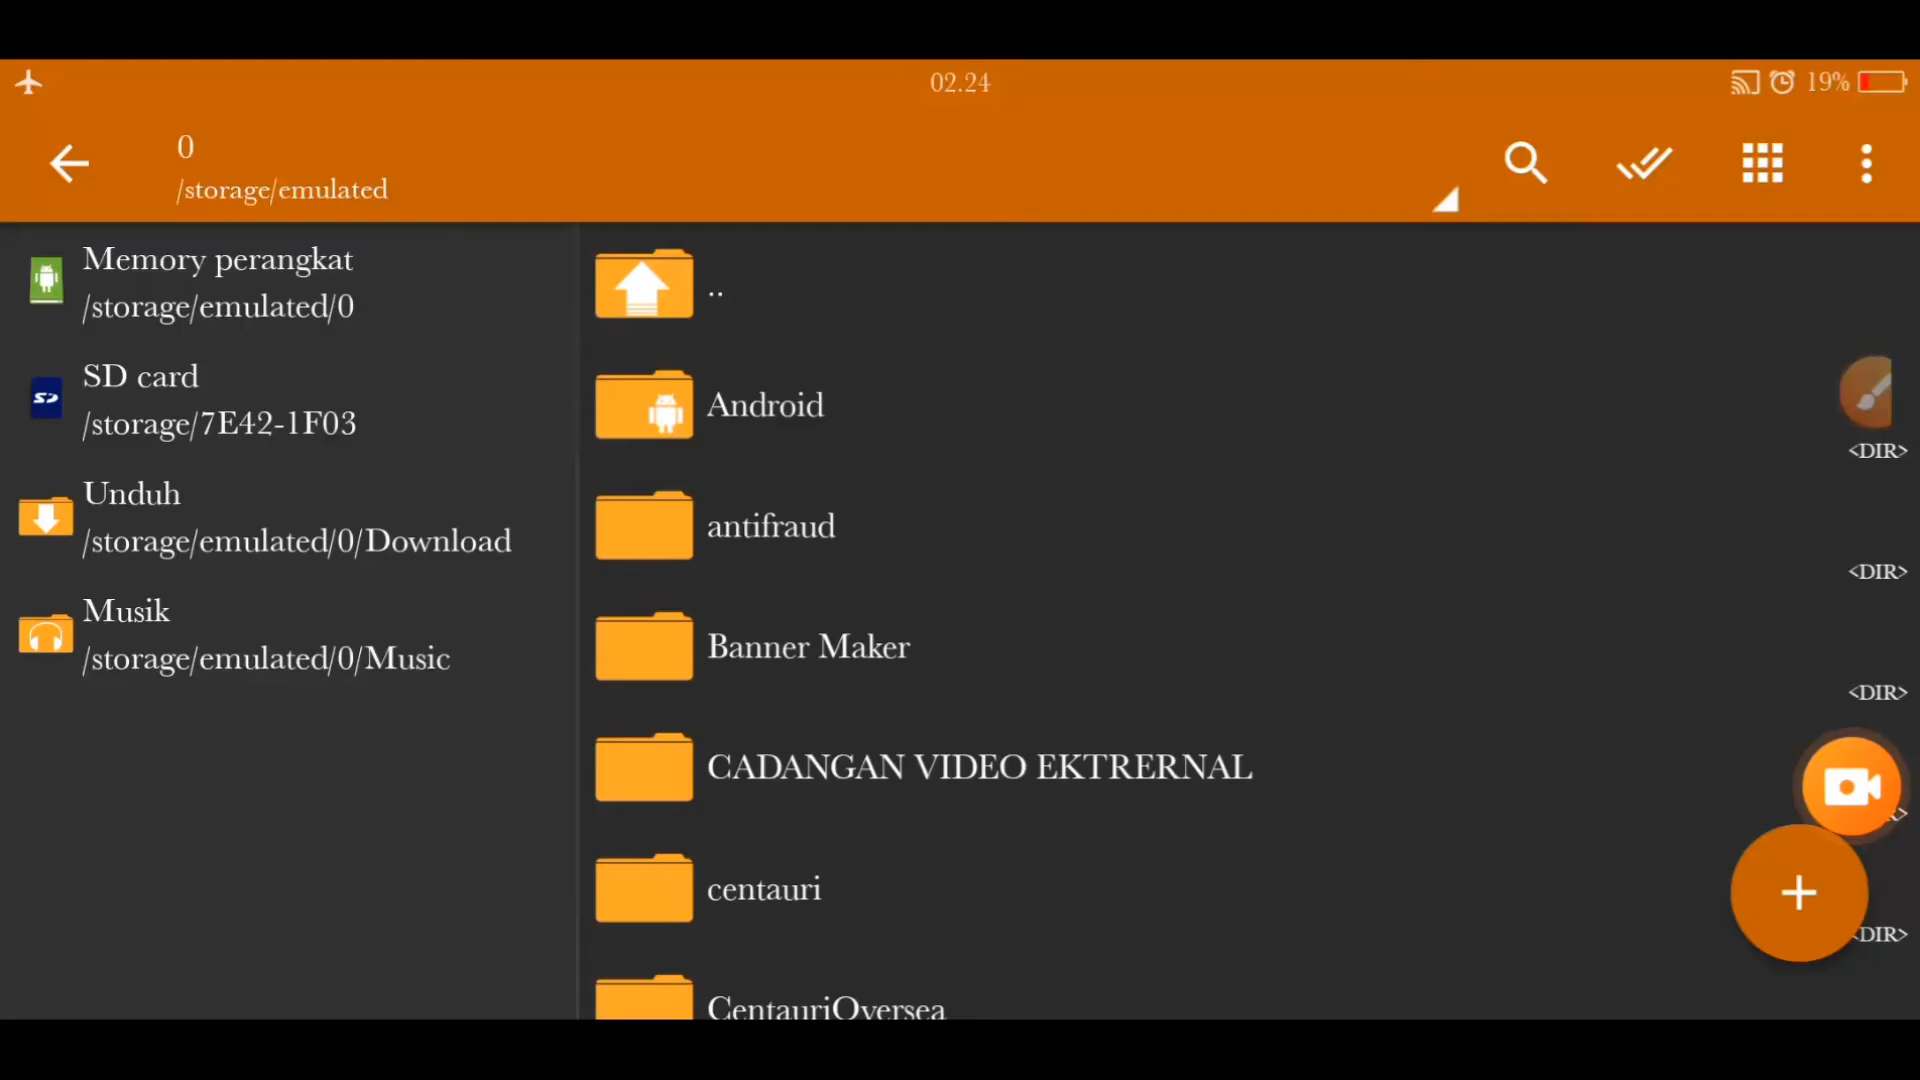 02.24
19%
0
/storage/emulated
Memory perangkat
/storage/emulated/0
SD card
/storage/7E42-1F03
Unduh
/storage/emulated/0/Download
Musik
/storage/emulated/0/Music
..
Android
<DIR>
antifraud
<DIR>
Banner Maker
<DIR>
CADANGAN VIDEO EKTRERNAL
centauri
<DIR>
CentauriOversea